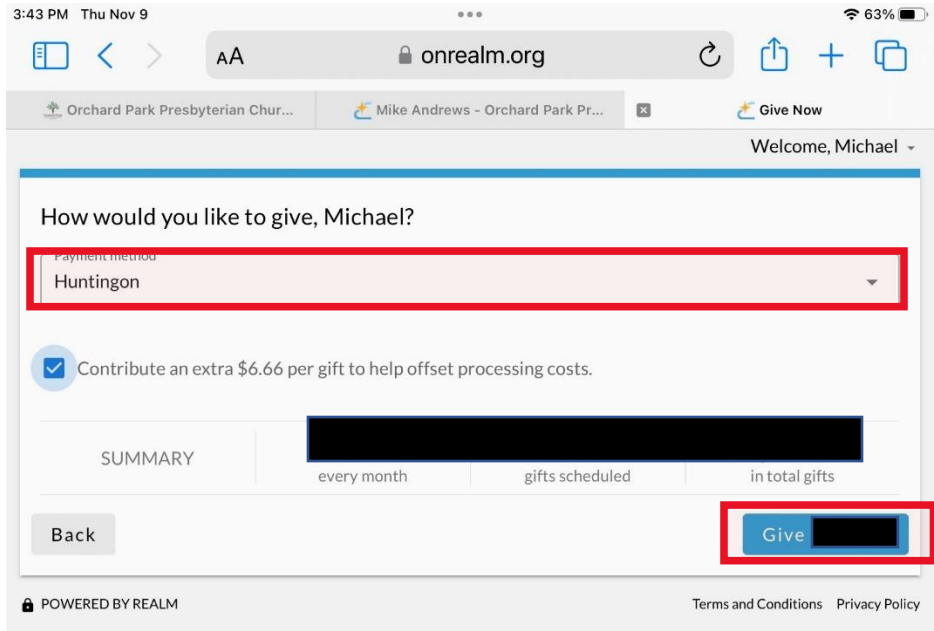 3:43 PM Thu Nov 9
63%
AA
onrealm.org
Orchard Park Presbyterian Chur...
Mike Andrews - Orchard Park Pr...
Give Now
Welcome, Michael
How would you like to give, Michael?
Payment method
Huntingon
Contribute an extra $6.66 per gift to help offset processing costs.
SUMMARY
every month
gifts scheduled
in total gifts
Back
Give
POWERED BY REALM
Terms and Conditions Privacy Policy